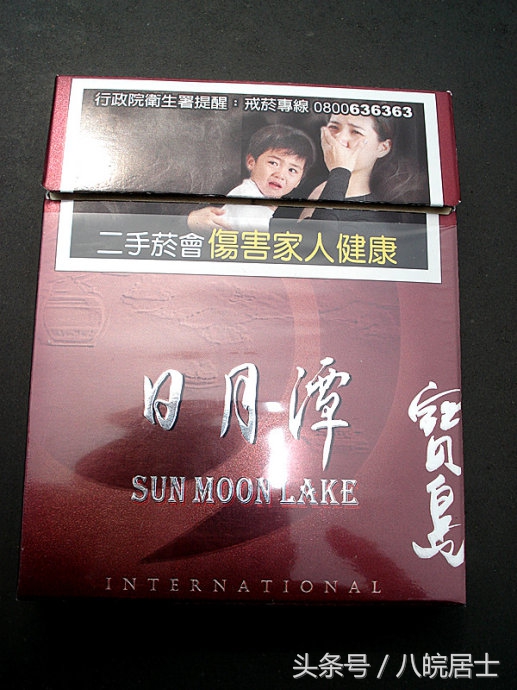 行政院衛生署提醒：戒菸專線 0800636363
二手菸會傷害家人健康
日月潭
SUN MOON LAKE
寶島
INTERNATIONAL
头条号 / 八皖居士